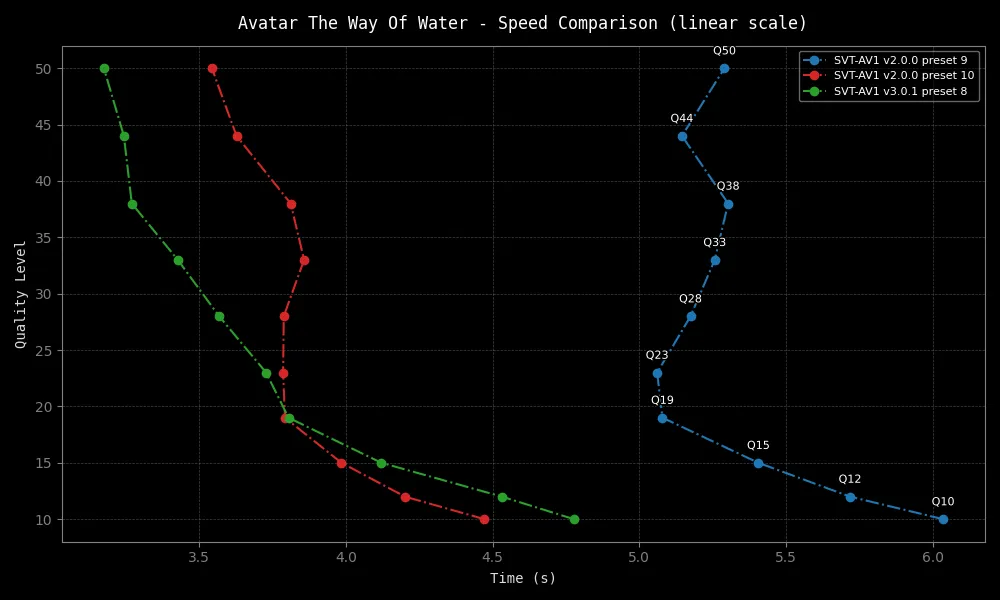 Avatar The Way Of Water - Speed Comparison (linear scale)
SVT-AV1 v2.0.0 preset 9
SVT-AV1 v2.0.0 preset 10
SVT-AV1 v3.0.1 preset 8
Q50
Q44
Q38
Q33
Q28
Q23
Q19
Q15
Q12
Q10
Quality Level
50
45
40
35
30
25
20
15
10
3.5 4.0 4.5 5.0 5.5 6.0
Time (s)